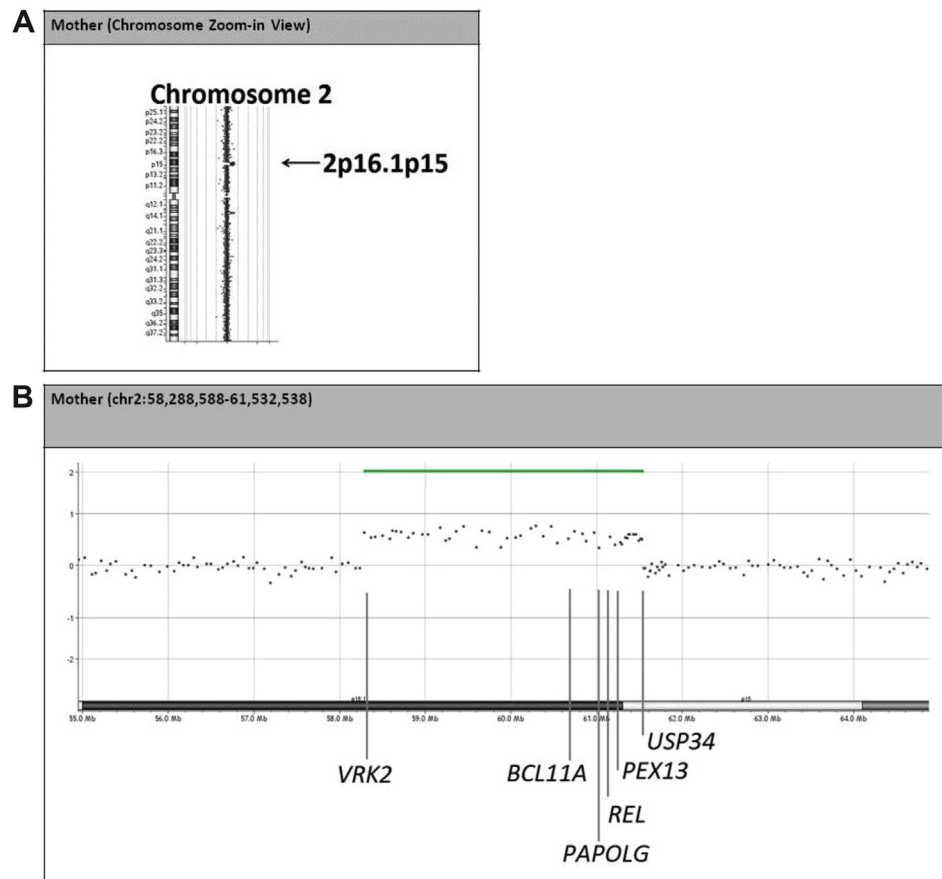 A
Mother (Chromosome Zoom-in View)
Chromosome 2
p25.1
p24.2
p23.2
p22.2
p16.3
p15
p13.2
p11.2
q12.1
q14.1
q21.1
q22.2
q23.3
q24.2
q31.1
q31.3
q32.2
q33.2
q35
q36.2
q37.2
2p16.1p15
B
Mother (chr2:58,288,588-61,532,538)
2
1
0
-1
-2
p16.1
p15
55.0 Mb 56.0 Mb 57.0 Mb 58.0 Mb 59.0 Mb 60.0 Mb 61.0 Mb 62.0 Mb 63.0 Mb 64.0 Mb
USP34
VRK2
BCL11A
PEX13
REL
PAPOLG